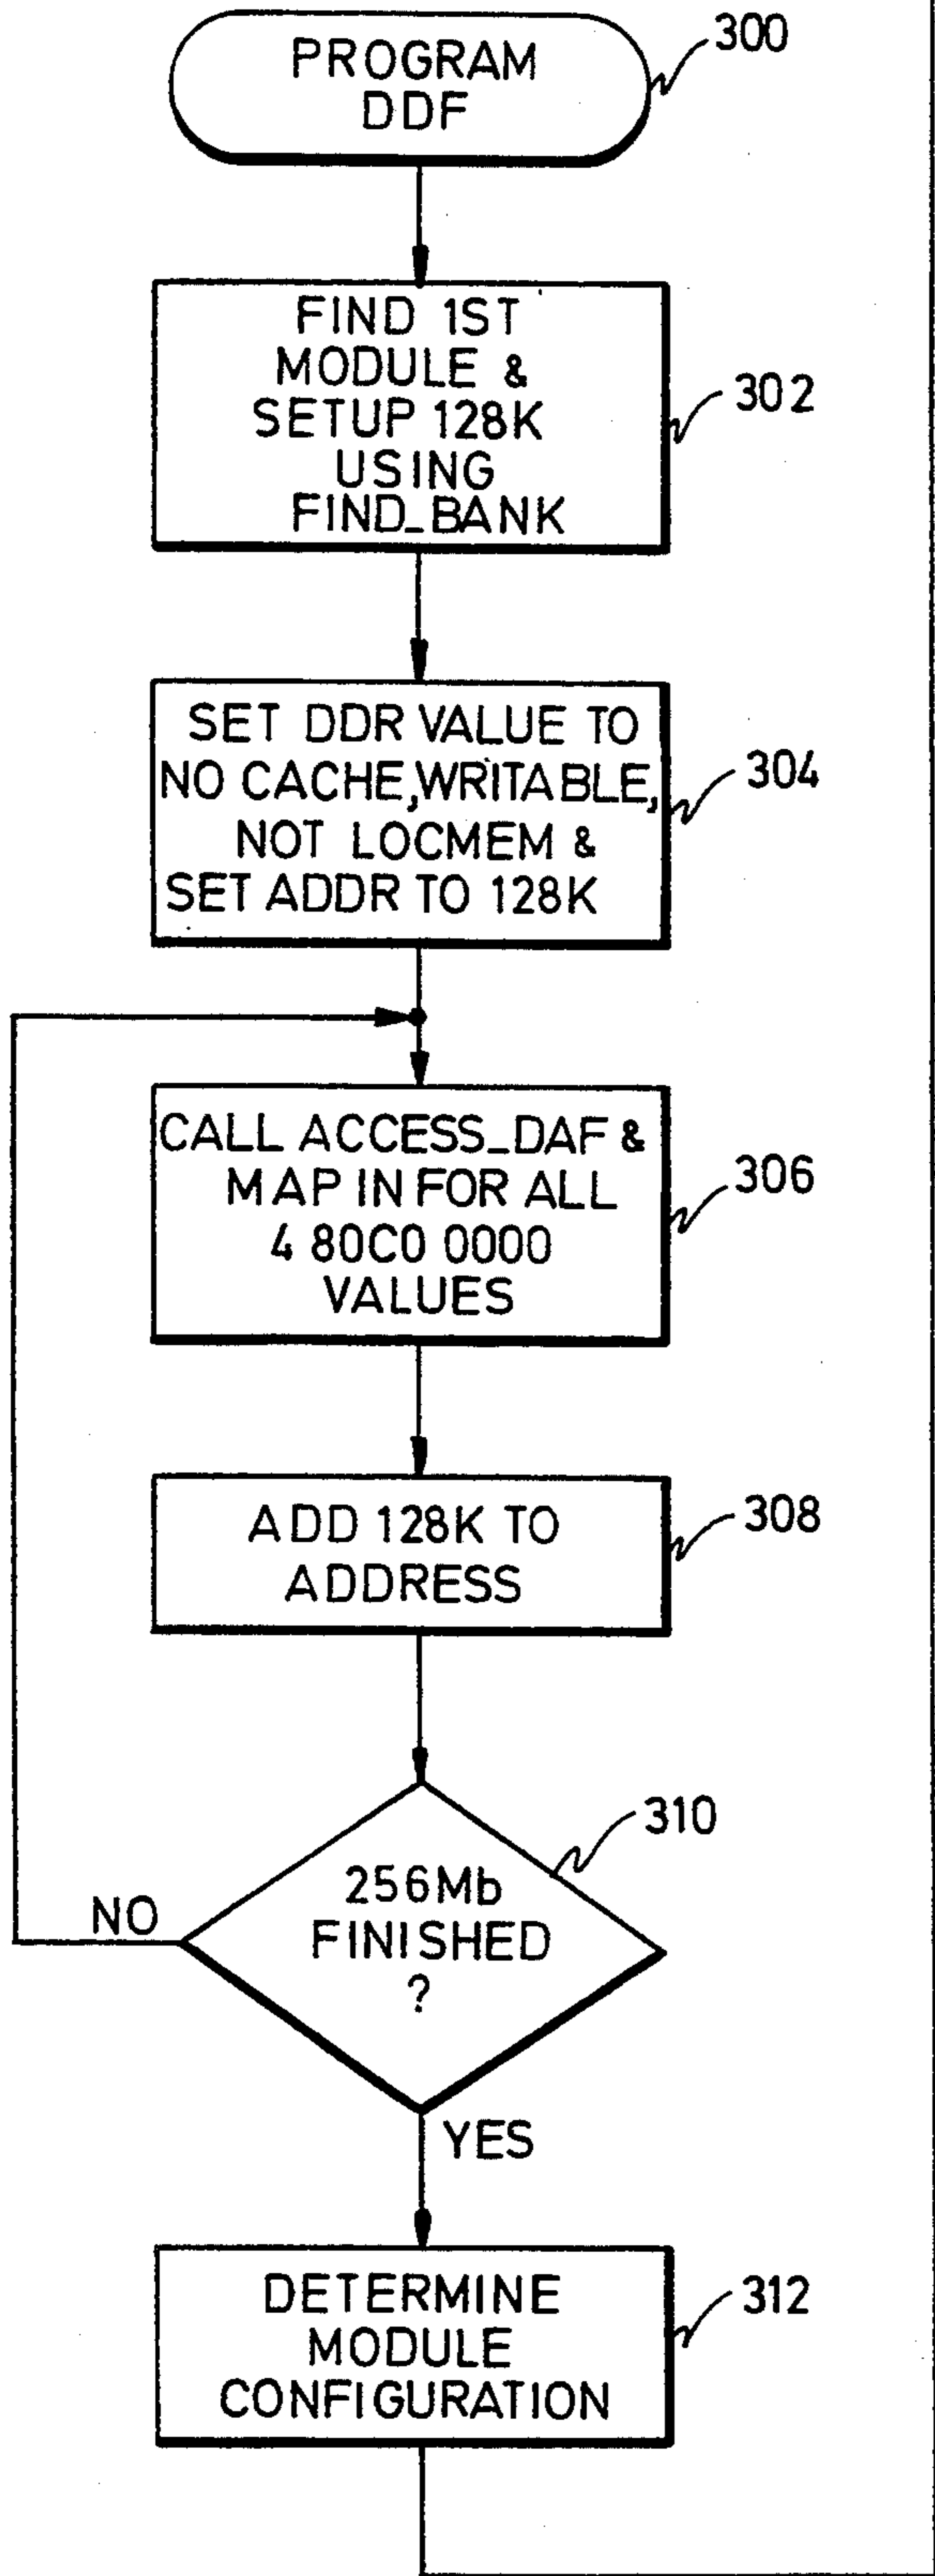 PROGRAM
DDF
300
FIND 1ST
MODULE &
SETUP 128K
USING
FIND_BANK
302
SET DDR VALUE TO
NO CACHE,WRITABLE,
NOT LOCMEM &
SET ADDR TO 128K
304
CALL ACCESS_DAF &
MAP IN FOR ALL
4 80C0 0000
VALUES
306
ADD 128K TO
ADDRESS
308
310
256Mb
FINISHED
?
NO
YES
DETERMINE
MODULE
CONFIGURATION
312